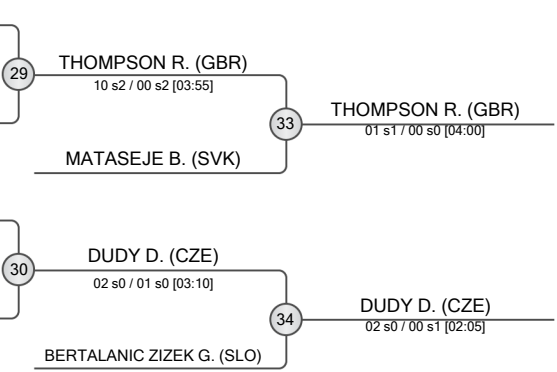 29
THOMPSON R. (GBR)
10 s2 / 00 s2 [03:55]
33
THOMPSON R. (GBR)
01 s1 / 00 s0 [04:00]
MATASEJE B. (SVK)
30
DUDY D. (CZE)
02 s0 / 01 s0 [03:10]
34
DUDY D. (CZE)
02 s0 / 00 s1 [02:05]
BERTALANIC ZIZEK G. (SLO)